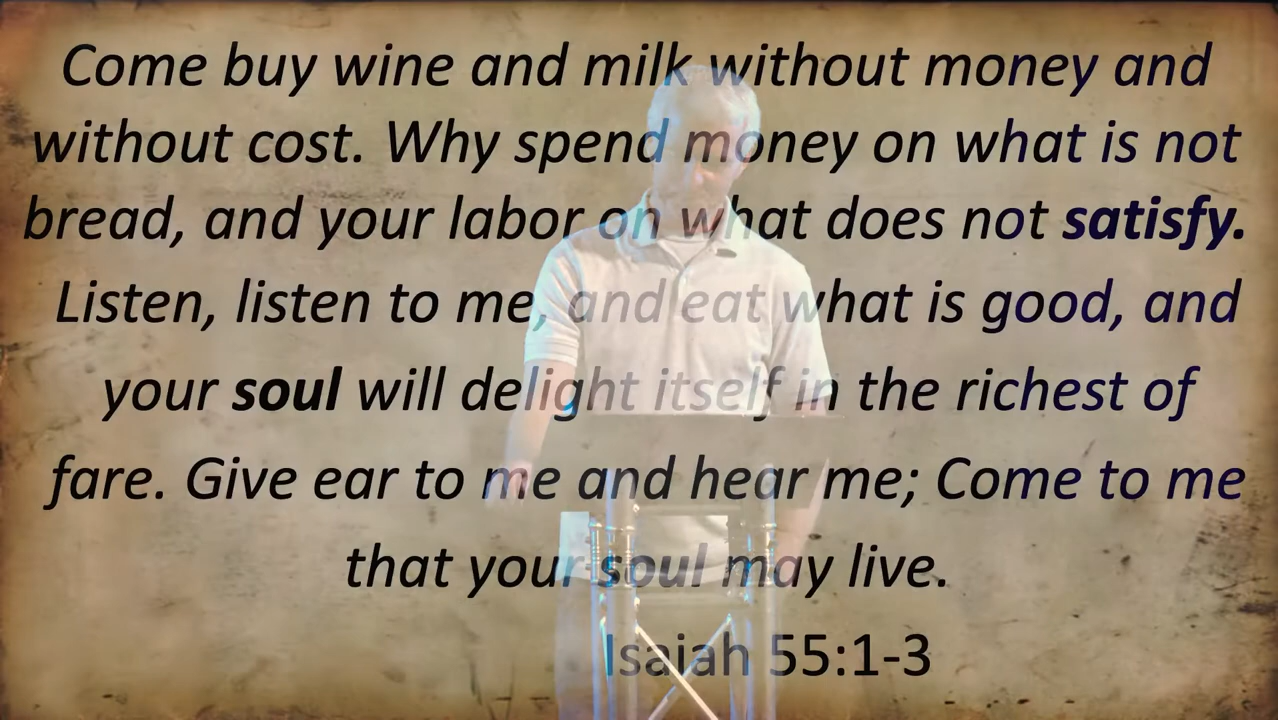 Come buy wine and milk without money and
without cost. Why spend money on what is not
bread, and your labor on what does not satisfy.
Listen, listen to me, and eat what is good, and
your soul will delight itself in the richest of
fare. Give ear to me and hear me; Come to me
that your soul may live.
Isaiah 55:1-3